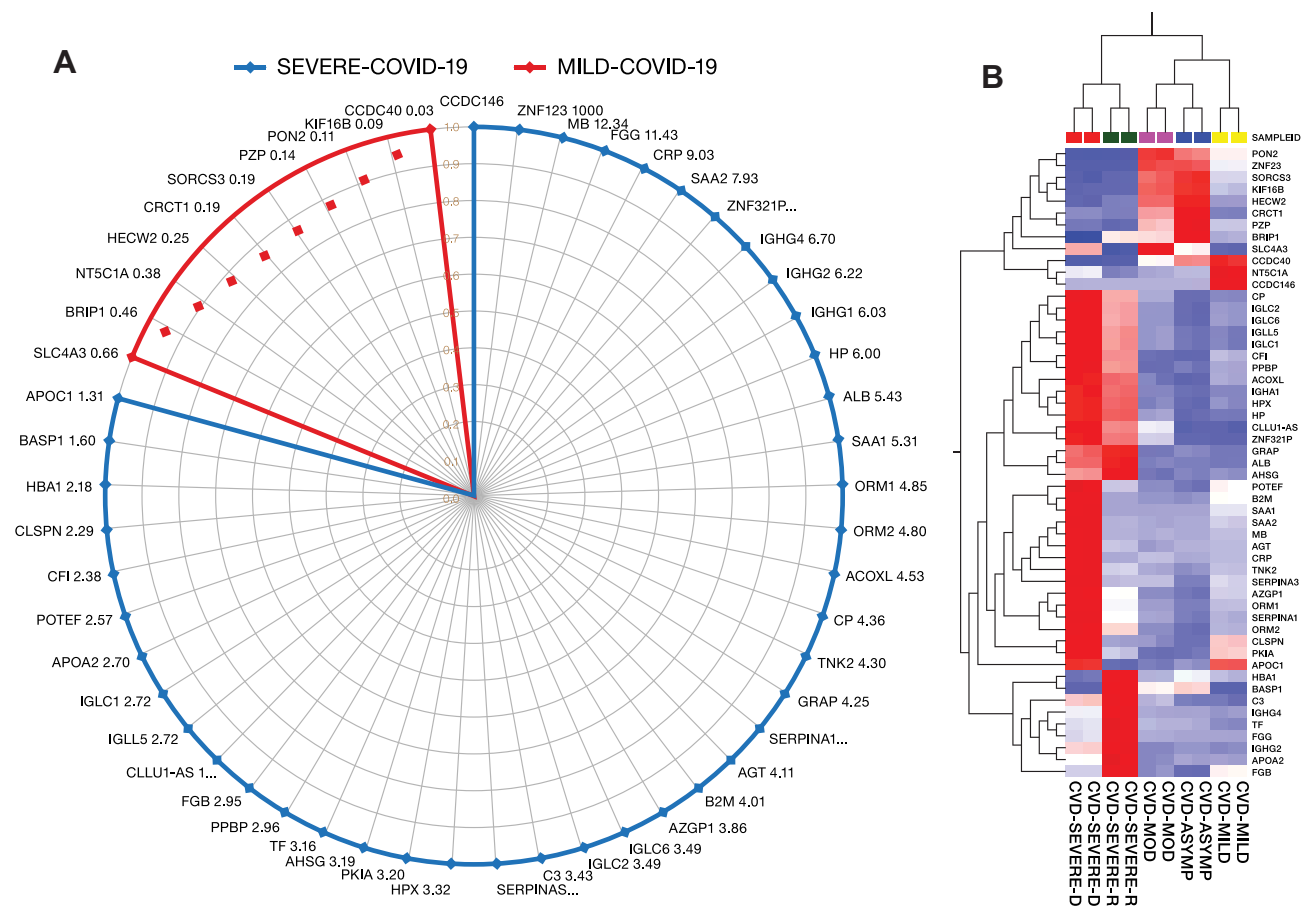 A
SEVERE-COVID-19
MILD-COVID-19
CCDC146
ZNF123 1000
MB 12.34
FGG 11.43
CRP 9.03
SAA2 7.93
ZNF321P...
IGHG4 6.70
IGHG2 6.22
IGHG1 6.03
HP 6.00
ALB 5.43
SAA1 5.31
ORM1 4.85
ORM2 4.80
ACOXL 4.53
CP 4.36
TNK2 4.30
GRAP 4.25
SERPINA1...
AGT 4.11
B2M 4.01
AZGP1 3.86
IGLC6 3.49
IGLC2 3.49
C3 3.43
SERPINAS...
HPX 3.32
PKIA 3.20
AHSG 3.19
TF 3.16
PPBP 2.96
FGB 2.95
CLLU1-AS 1...
IGLL5 2.72
IGLC1 2.72
APOA2 2.70
POTEF 2.57
CFI 2.38
CLSPN 2.29
HBA1 2.18
BASP1 1.60
APOC1 1.31
SLC4A3 0.66
BRIP1 0.46
NT5C1A 0.38
HECW2 0.25
CRCT1 0.19
SORCS3 0.19
PZP 0.14
PON2 0.11
KIF16B 0.09
CCDC40 0.03
1.0
0.9
0.8
0.7
0.6
0.5
0.4
0.3
0.2
0.1
0.0
B
SAMPLEID
PON2
ZNF23
SORCS3
KIF16B
HECW2
CRCT1
PZP
BRIP1
SLC4A3
CCDC40
NT5C1A
CCDC146
CP
IGLC2
IGLC6
IGLL5
IGLC1
CFI
PPBP
ACOXL
IGHA1
HPX
HP
CLLU1-AS
ZNF321P
GRAP
ALB
AHSG
POTEF
B2M
SAA1
SAA2
MB
AGT
CRP
TNK2
SERPINA3
AZGP1
ORM1
SERPINA1
ORM2
CLSPN
PKIA
APOC1
HBA1
BASP1
C3
IGHG4
TF
FGG
IGHG2
APOA2
FGB
CVD-SEVERE-D
CVD-SEVERE-D
CVD-SEVERE-R
CVD-SEVERE-R
CVD-MOD
CVD-MOD
CVD-ASYMP
CVD-ASYMP
CVD-MILD
CVD-MILD